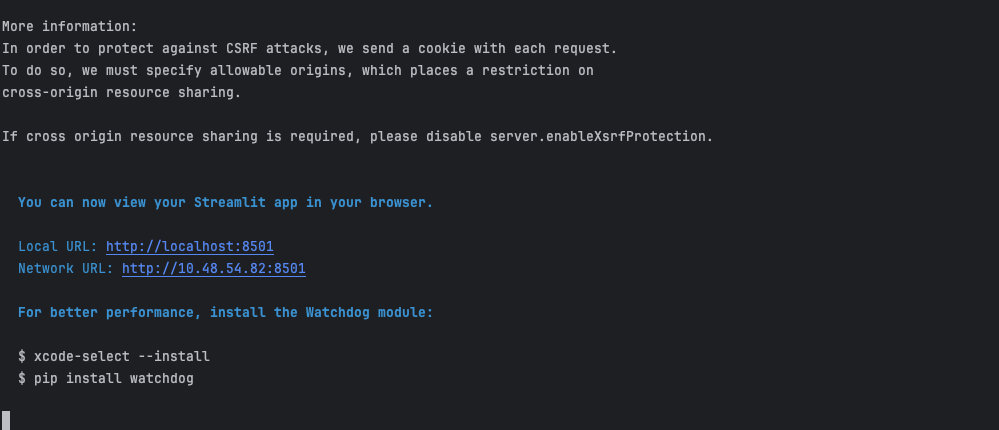 More information:
In order to protect against CSRF attacks, we send a cookie with each request.
To do so, we must specify allowable origins, which places a restriction on
cross-origin resource sharing.
If cross origin resource sharing is required, please disable server.enableXsrfProtection.
You can now view your Streamlit app in your browser.
Local URL: http://localhost:8501
Network URL: http://10.48.54.82:8501
For better performance, install the Watchdog module:
$ xcode-select --install
$ pip install watchdog